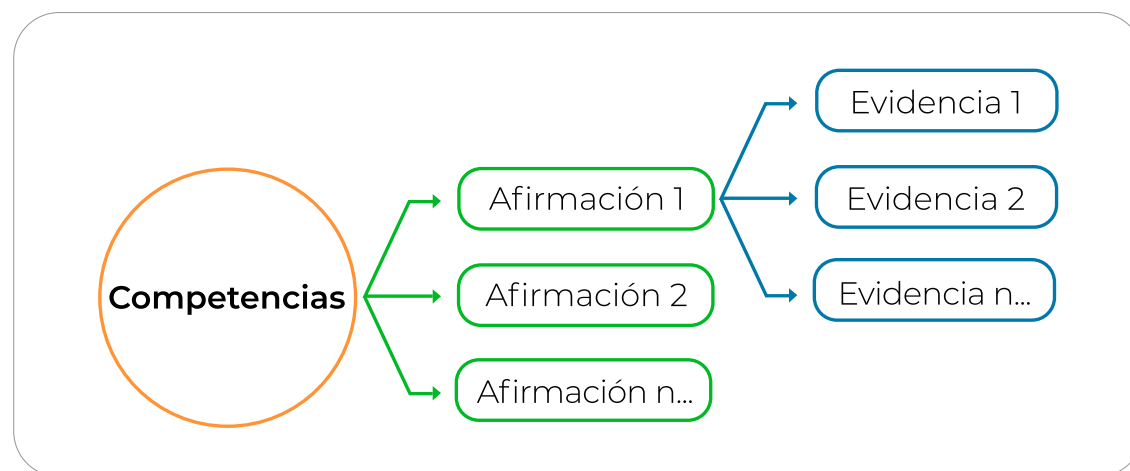 Competencias
Afirmación 1
Afirmación 2
Afirmación n...
Evidencia 1
Evidencia 2
Evidencia n...